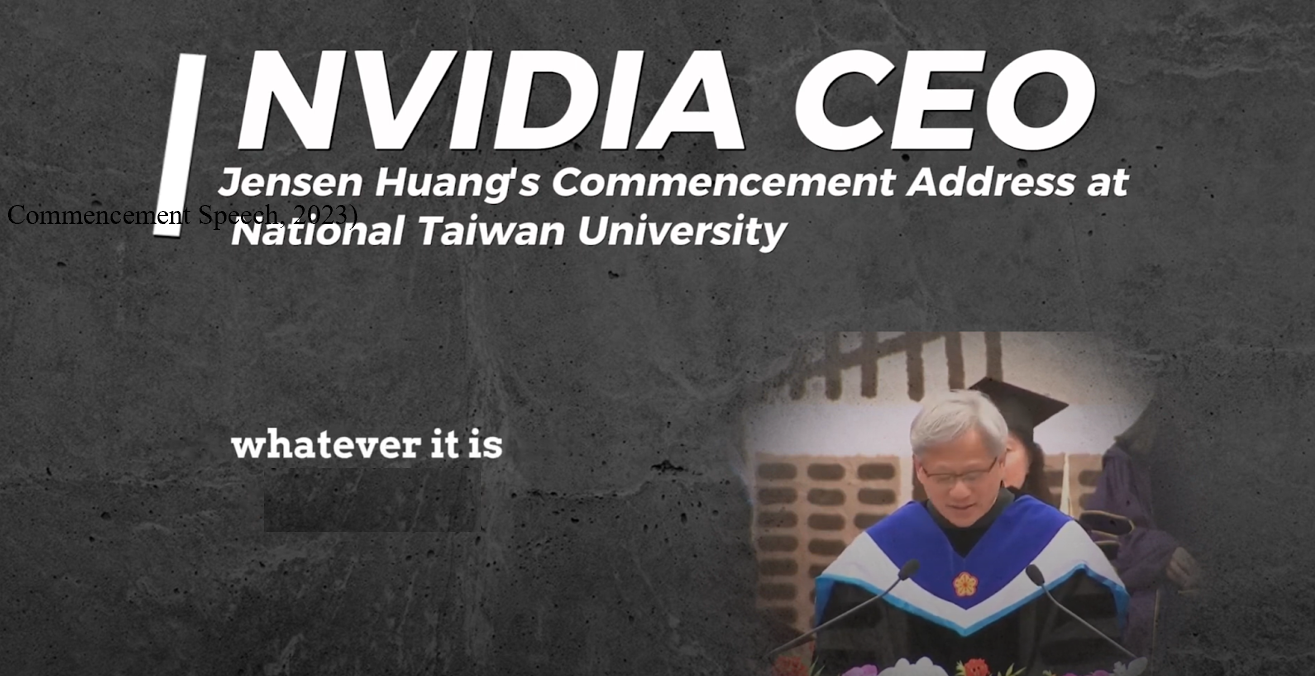 NVIDIA CEO
Jensen Huang's Commencement Address at
Commencement Speech, 2023)
National Taiwan University
whatever it is